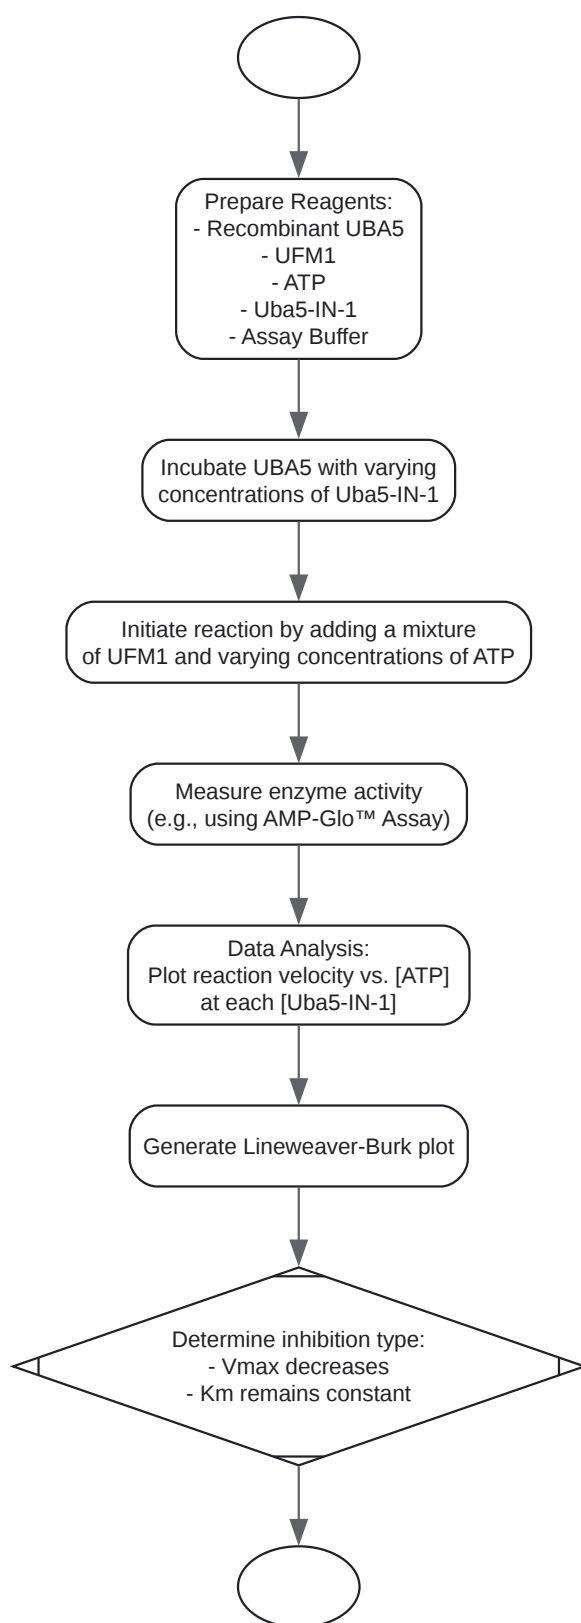 Prepare Reagents:
- Recombinant UBA5
- UFM1
- ATP
- Uba5-IN-1
- Assay Buffer
Incubate UBA5 with varying
concentrations of Uba5-IN-1
Initiate reaction by adding a mixture
of UFM1 and varying concentrations of ATP
Measure enzyme activity
(e.g., using AMP-Glo™ Assay)
Data Analysis:
Plot reaction velocity vs. [ATP]
at each [Uba5-IN-1]
Generate Lineweaver-Burk plot
Determine inhibition type:
- Vmax decreases
- Km remains constant